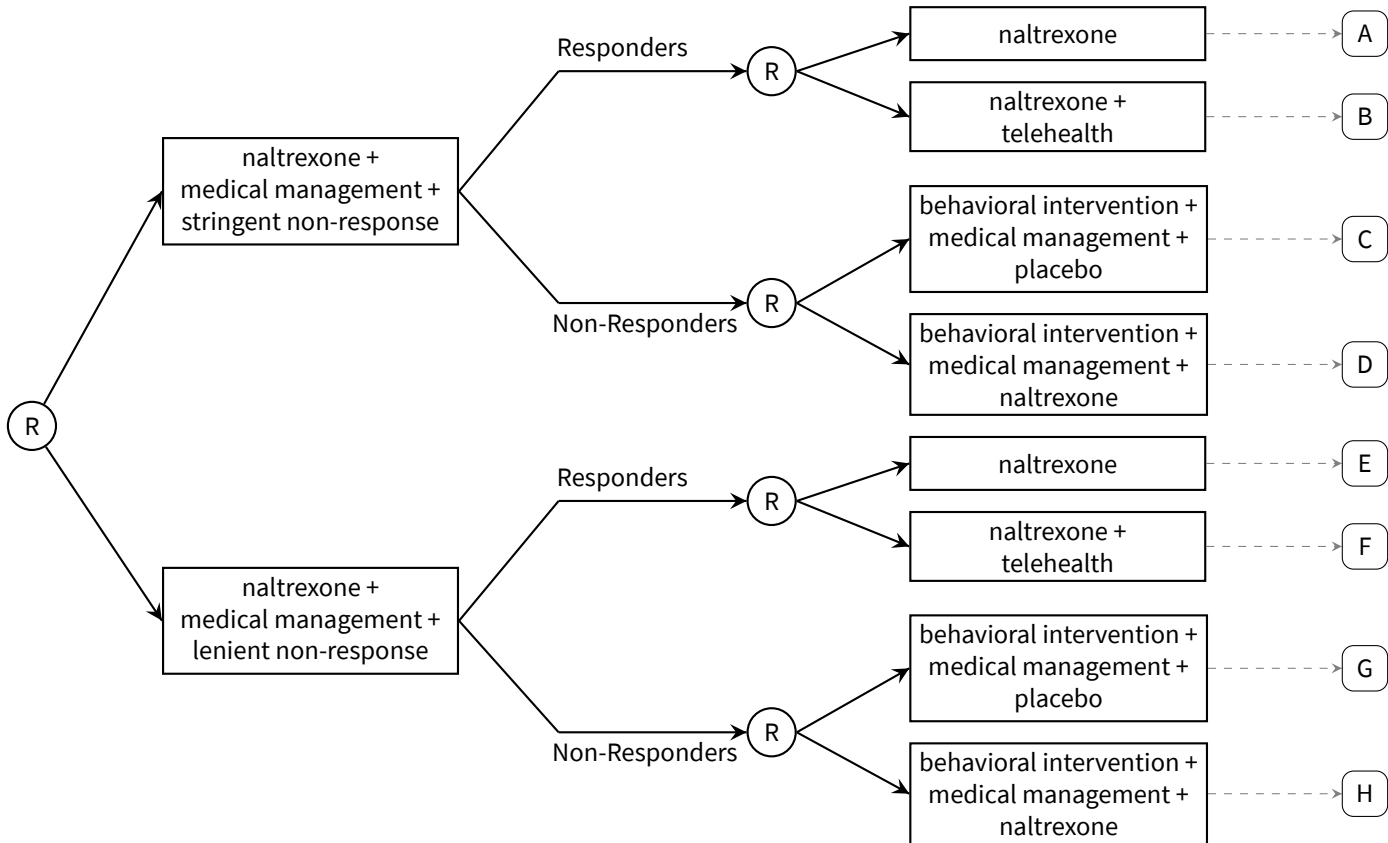 Responders
R
naltrexone
A
naltrexone +
telehealth
B
naltrexone +
medical management +
stringent non-response
behavioral intervention +
medical management +
placebo
C
R
Non-Responders
behavioral intervention +
medical management +
naltrexone
D
R
Responders
R
naltrexone
E
naltrexone +
telehealth
F
naltrexone +
medical management +
lenient non-response
behavioral intervention +
medical management +
placebo
G
R
Non-Responders
behavioral intervention +
medical management +
naltrexone
H